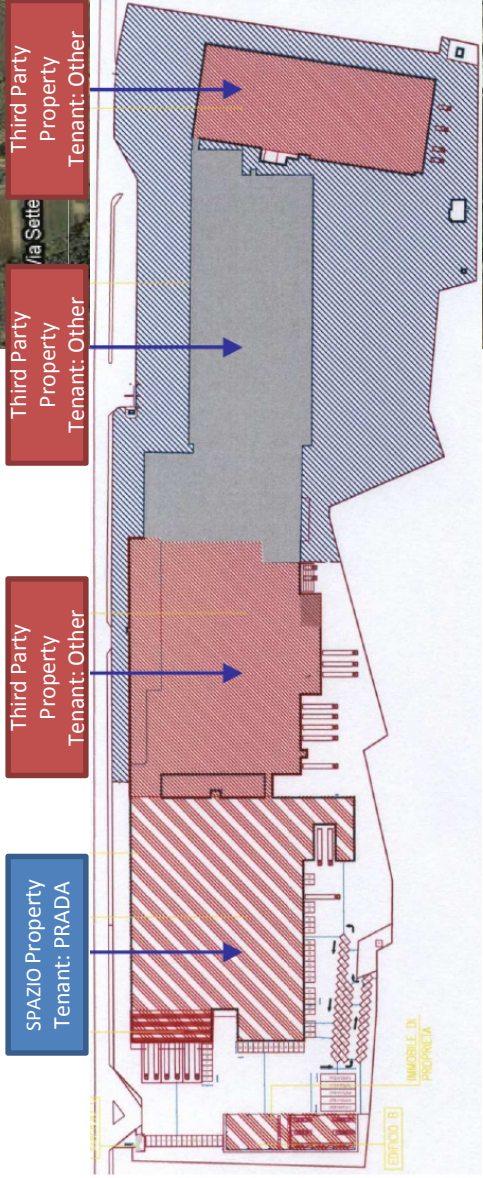 Third Party
Property
Tenant: Other
Via Sette
Third Party
Property
Tenant: Other
Third Party
Property
Tenant: Other
SPAZIO Property
Tenant: PRADA
IMMOBILE DI
PROPRIETA'
EDIFICIO B